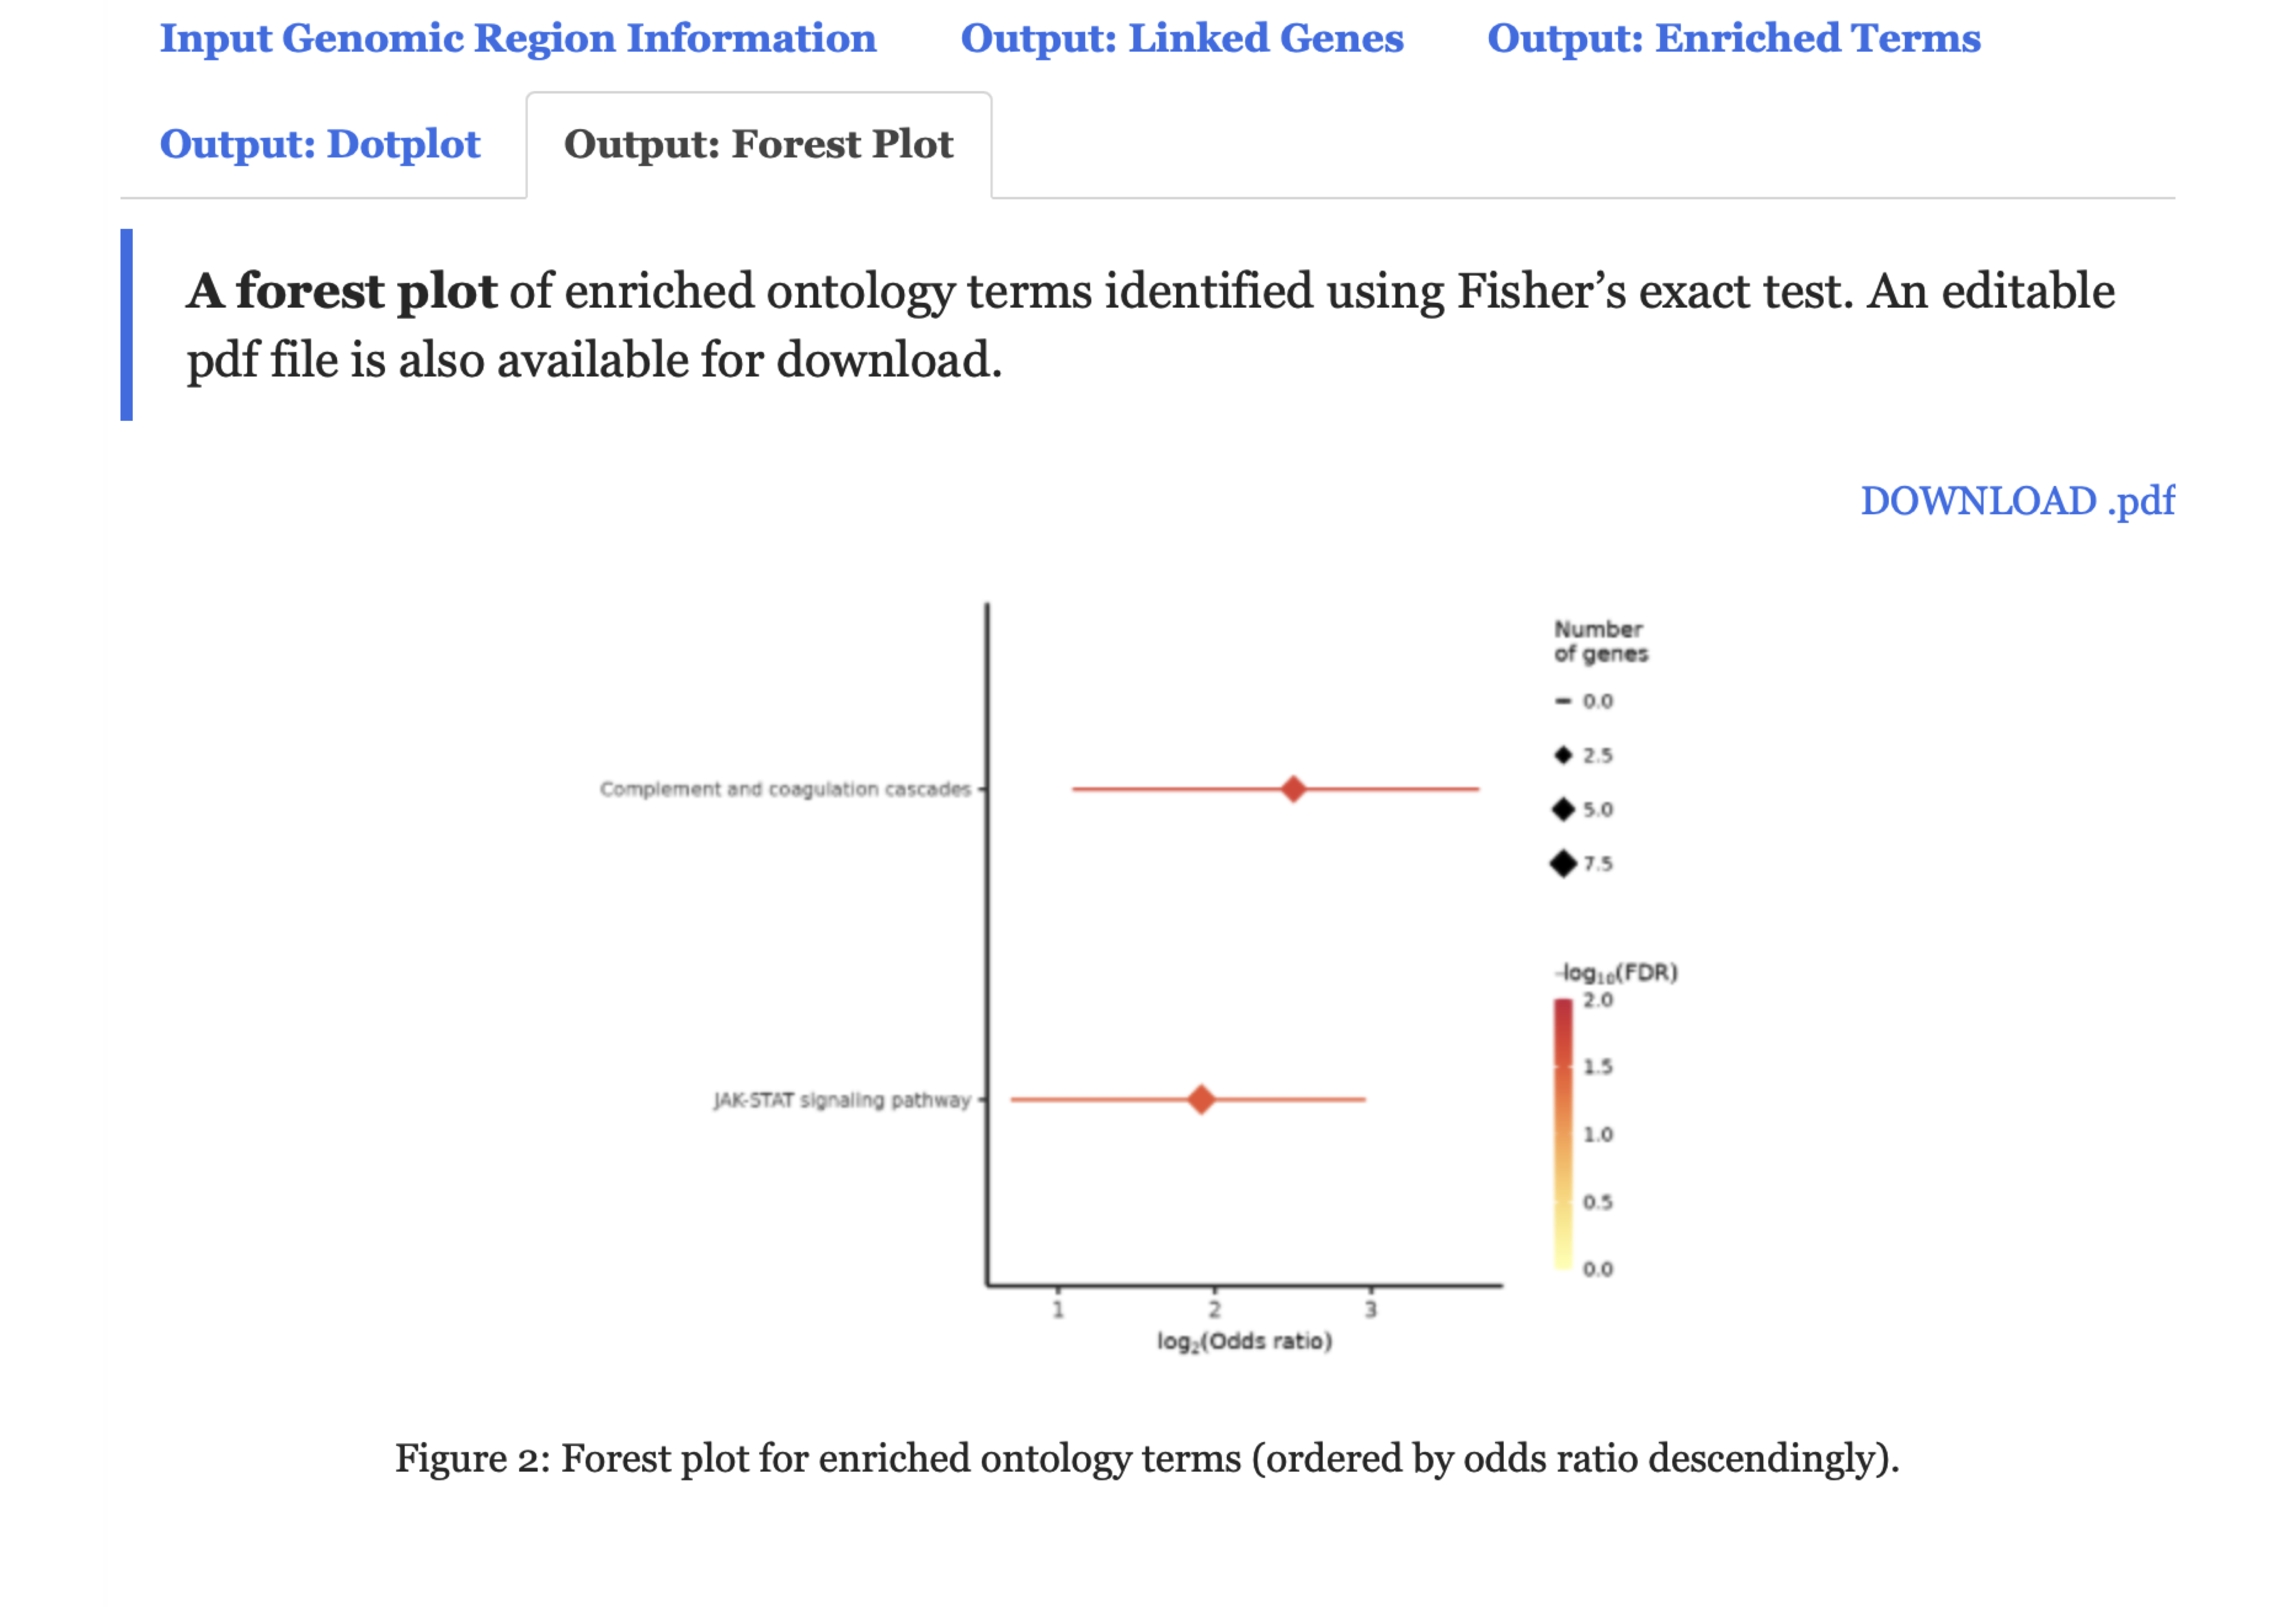 Input Genomic Region Information Output: Linked Genes Output: Enriched Terms
Output: Dotplot Output: Forest Plot
A forest plot of enriched ontology terms identified using Fisher’s exact test. An editable
pdf file is also available for download.
DOWNLOAD .pdf
Number
of genes
0.0
2.5
5.0
7.5
Complement and coagulation cascades
JAK-STAT signaling pathway
-log₁₀(FDR)
2.0
1.5
1.0
0.5
0.0
1 2 3
log₂(Odds ratio)
Figure 2: Forest plot for enriched ontology terms (ordered by odds ratio descendingly).